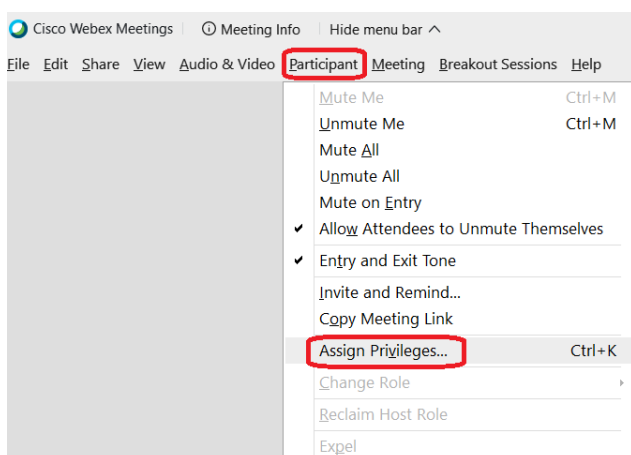 Cisco Webex Meetings Meeting Info Hide menu bar
File Edit Share View Audio & Video Participant Meeting Breakout Sessions Help
Mute Me Ctrl+M
Unmute Me Ctrl+M
Mute All
Unmute All
Mute on Entry
Allow Attendees to Unmute Themselves
Entry and Exit Tone
Invite and Remind...
Copy Meeting Link
Assign Privileges... Ctrl+K
Change Role
Reclaim Host Role
Expel